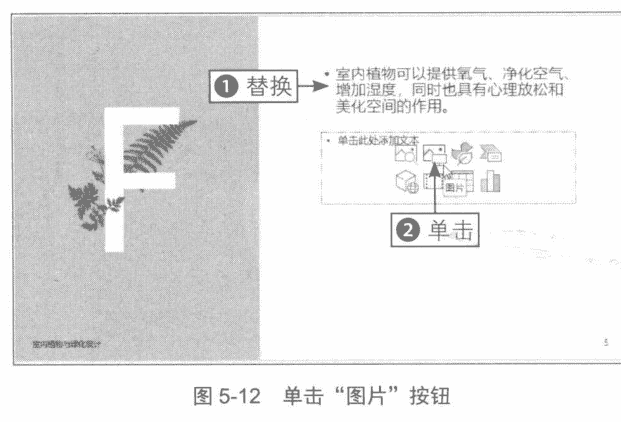 • 室内植物可以提供氧气、净化空气、
增加湿度，同时也具有心理放松和
美化空间的作用。
❶ 替换
• 单击此处添加文本
图片
❷ 单击
F
室内植物与绿化设计
5
图 5-12 单击“图片”按钮